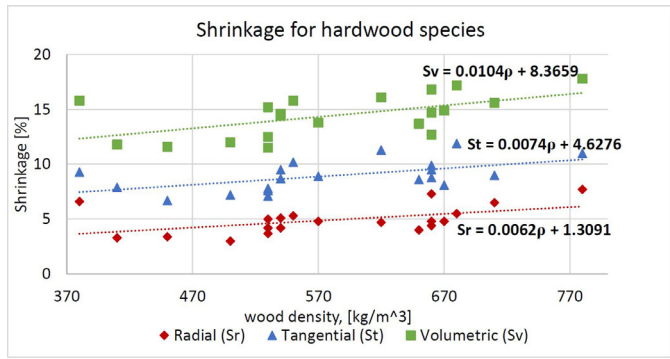 Shrinkage for hardwood species
20
15
10
5
0
Shrinkage [%]
Sv = 0.0104ρ + 8.3659
St = 0.0074ρ + 4.6276
Sr = 0.0062ρ + 1.3091
370 470 570 670 770
wood density, [kg/m^3]
Radial (Sr) Tangential (St) Volumetric (Sv)